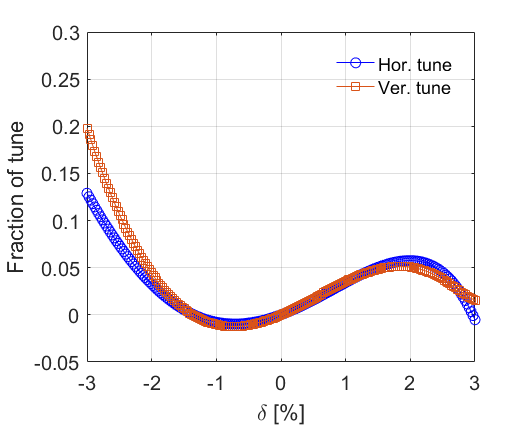 0.3
0.25
0.2
0.15
0.1
0.05
0
-0.05
Fraction of tune
Hor. tune
Ver. tune
-3 -2 -1 0 1 2 3
δ [%]